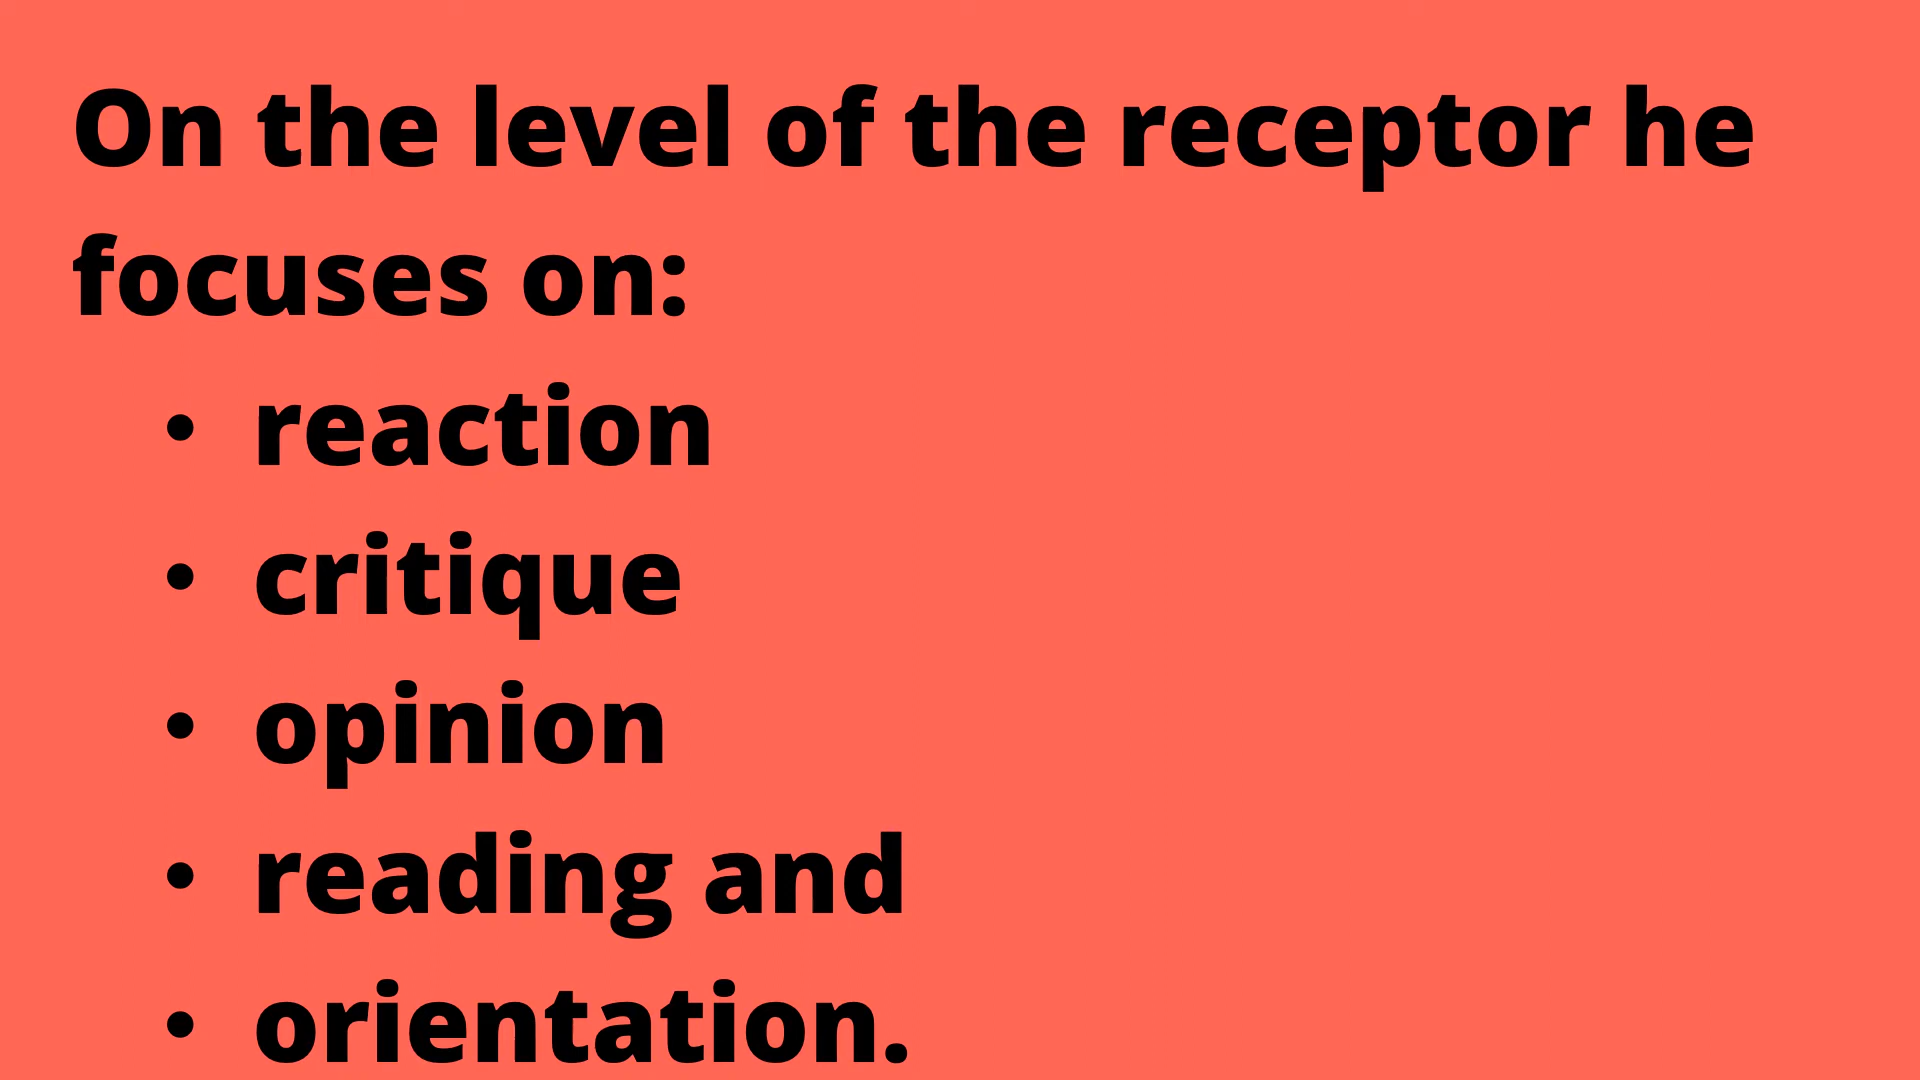 On the level of the receptor he
focuses on:
• reaction
• critique
• opinion
• reading and
• orientation.